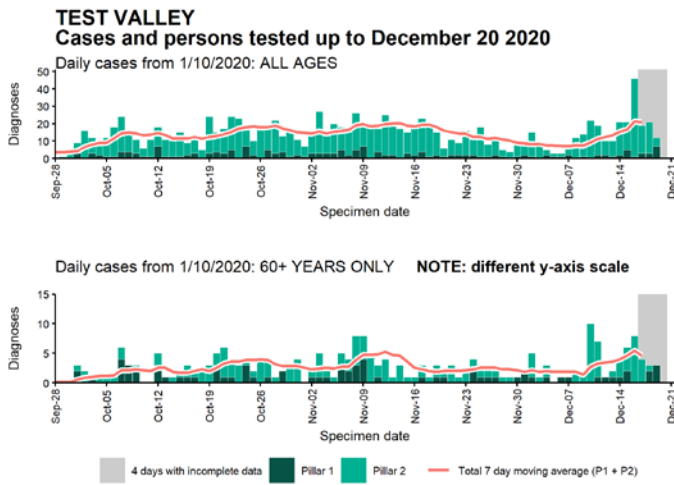 TEST VALLEY
Cases and persons tested up to December 20 2020
Daily cases from 1/10/2020: ALL AGES
Diagnoses
50
40
30
20
10
0
Sep-28 Oct-05 Oct-12 Oct-19 Oct-26 Nov-02 Nov-09 Nov-16 Nov-23 Nov-30 Dec-07 Dec-14 Dec-21
Specimen date
Daily cases from 1/10/2020: 60+ YEARS ONLY NOTE: different y-axis scale
Diagnoses
15
10
5
0
Sep-28 Oct-05 Oct-12 Oct-19 Oct-26 Nov-02 Nov-09 Nov-16 Nov-23 Nov-30 Dec-07 Dec-14 Dec-21
Specimen date
4 days with incomplete data Pillar 1 Pillar 2 Total 7 day moving average (P1 + P2)